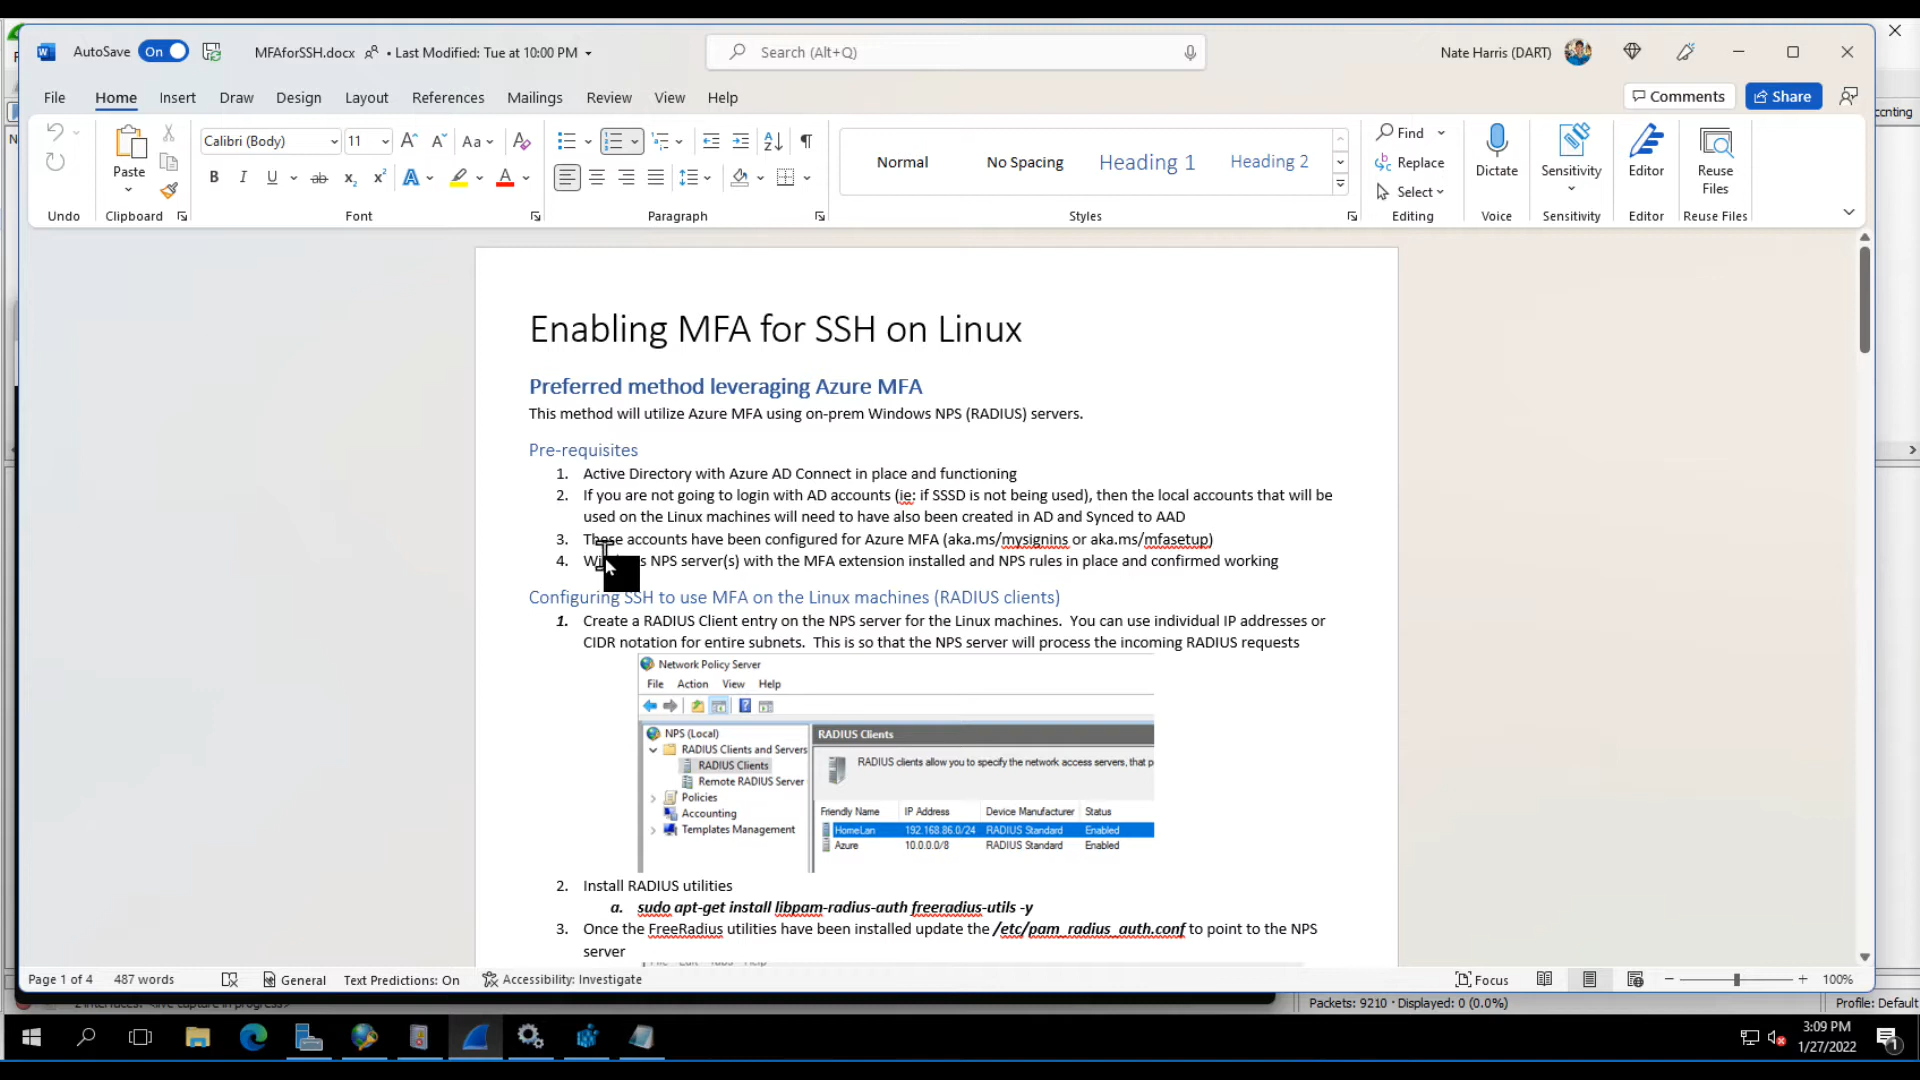 AutoSave On MFAforSSH.docx • Last Modified: Tue at 10:00 PM Search (Alt+Q) Nate Harris (DART)
File Home Insert Draw Design Layout References Mailings Review View Help Comments Share
Calibri (Body) 11 Aa
Paste
Normal No Spacing Heading 1 Heading 2
Find
Replace
Select
Dictate Sensitivity Editor Reuse Files
Undo Clipboard Font Paragraph Styles Editing Voice Sensitivity Editor Reuse Files
Enabling MFA for SSH on Linux
Preferred method leveraging Azure MFA
This method will utilize Azure MFA using on-prem Windows NPS (RADIUS) servers.
Pre-requisites
1. Active Directory with Azure AD Connect in place and functioning
2. If you are not going to login with AD accounts (ie: if SSSD is not being used), then the local accounts that will be
used on the Linux machines will need to have also been created in AD and Synced to AAD
3. These accounts have been configured for Azure MFA (aka.ms/mysignins or aka.ms/mfasetup)
4. Windows NPS server(s) with the MFA extension installed and NPS rules in place and confirmed working
Configuring SSH to use MFA on the Linux machines (RADIUS clients)
1. Create a RADIUS Client entry on the NPS server for the Linux machines. You can use individual IP addresses or
CIDR notation for entire subnets. This is so that the NPS server will process the incoming RADIUS requests
Network Policy Server
File Action View Help
NPS (Local)
RADIUS Clients and Servers
RADIUS Clients
Remote RADIUS Server
Policies
Accounting
Templates Management
RADIUS Clients
RADIUS clients allow you to specify the network access servers, that p
Friendly Name IP Address Device Manufacturer Status
HomeLan 192.168.86.0/24 RADIUS Standard Enabled
Azure 10.0.0.0/8 RADIUS Standard Enabled
2. Install RADIUS utilities
a. sudo apt-get install libpam-radius-auth freeradius-utils -y
3. Once the FreeRadius utilities have been installed update the /etc/pam_radius_auth.conf to point to the NPS
server
Page 1 of 4 487 words General Text Predictions: On Accessibility: Investigate Focus 100%
Packets: 9210 · Displayed: 0 (0.0%) Profile: Default
3:09 PM
1/27/2022
1